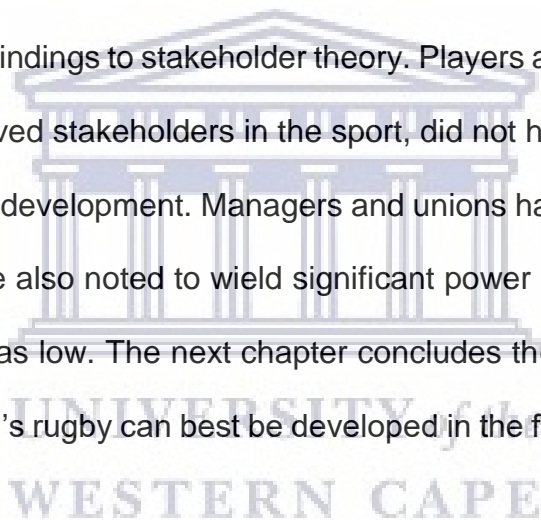 indings to stakeholder theory. Players a
ved stakeholders in the sport, did not h
development. Managers and unions ha
e also noted to wield significant power
as low. The next chapter concludes the
’s rugby can best be developed in the f
UNIVERSITY of the
WESTERN CAPE